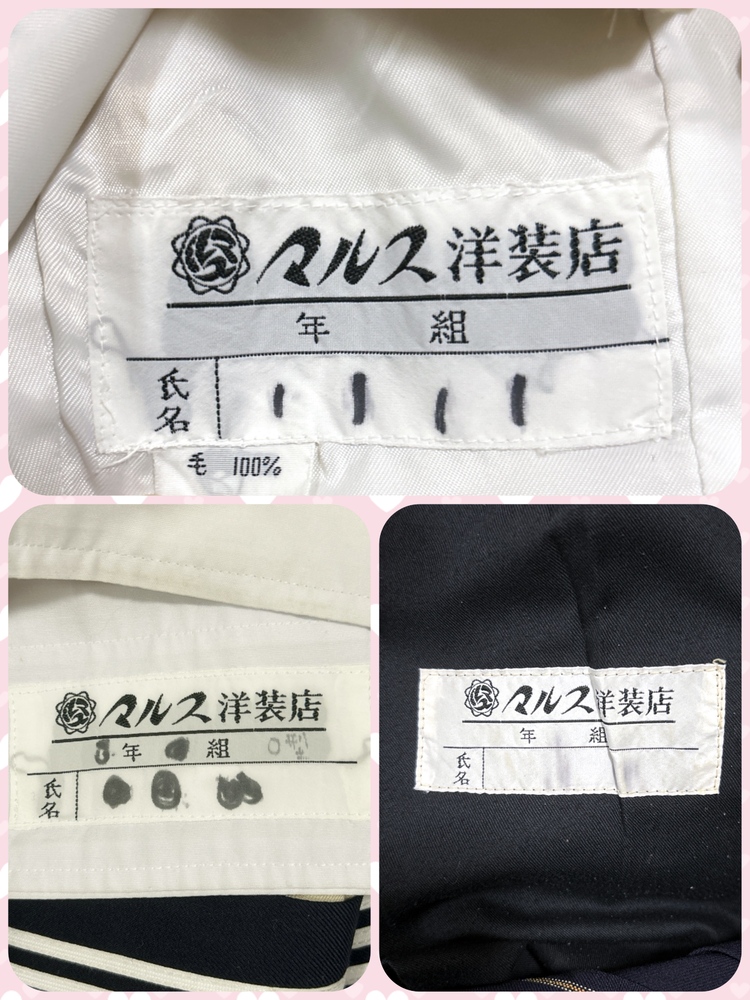 マルス洋装店
年 組
氏名
毛 100%
マルス洋装店
年 組
氏名
マルス洋装店
年 組
氏名